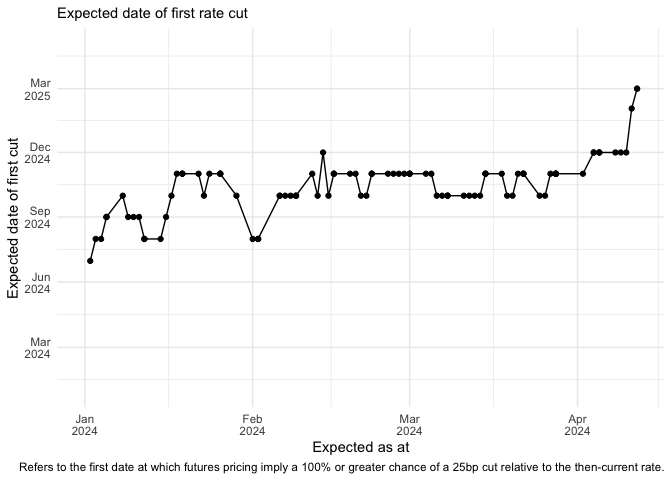 Expected date of first rate cut
Mar
2025
Dec
2024
Sep
2024
Jun
2024
Mar
2024
Expected date of first cut
Jan
2024
Feb
2024
Mar
2024
Apr
2024
Expected as at
Refers to the first date at which futures pricing imply a 100% or greater chance of a 25bp cut relative to the then-current rate.